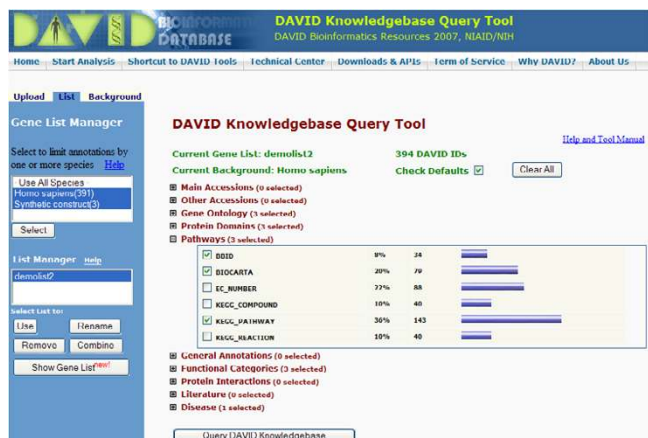 DAVID BIOINFORMATICS DATABASE
DAVID Knowledgebase Query Tool
DAVID Bioinformatics Resources 2007, NIAID/NIH
Home Start Analysis Shortcut to DAVID Tools Technical Center Downloads & APIs Term of Service Why DAVID? About Us
Upload List Background
Gene List Manager
Select to limit annotations by
one or more species Help
Use All Species
Homo sapiens(391)
Synthetic construct(3)
Select
List Manager Help
demolist2
Select List to:
Use Rename
Remove Combine
Show Gene List new!
DAVID Knowledgebase Query Tool
Help and Tool Manual
Current Gene List: demolist2 394 DAVID IDs
Current Background: Homo sapiens Check Defaults Clear All
Main Accessions (0 selected)
Other Accessions (0 selected)
Gene Ontology (3 selected)
Protein Domains (3 selected)
Pathways (3 selected)
BBID 9% 34
BIOCARTA 20% 79
EC_NUMBER 22% 88
KEGG_COMPOUND 10% 40
KEGG_PATHWAY 36% 143
KEGG_REACTION 10% 40
General Annotations (0 selected)
Functional Categories (3 selected)
Protein Interactions (0 selected)
Literature (0 selected)
Disease (1 selected)
Query DAVID Knowledgebase